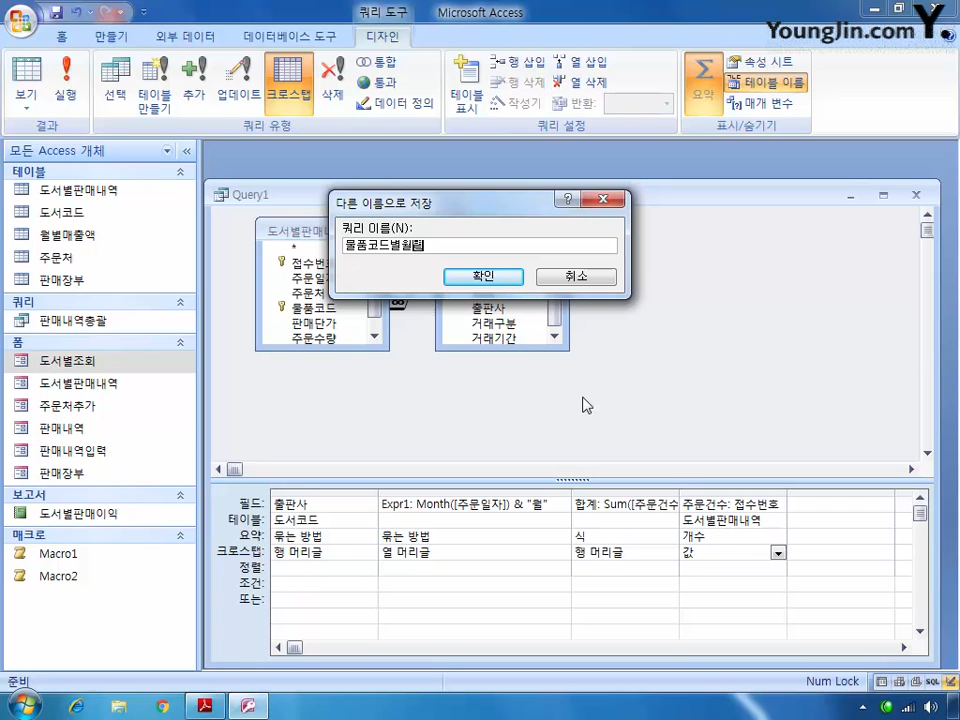 쿼리 도구
Microsoft Access
Youngjin.com Y.
홈
만들기
외부 데이터
데이터베이스 도구
디자인
보기
실행
선택
테이블 만들기
추가
업데이트
크로스탭
삭제
통합
통과
데이터 정의
테이블 표시
행 삽입
행 삭제
작성기
열 삽입
열 삭제
반환:
요약
속성 시트
테이블 이름
매개 변수
결과
쿼리 유형
쿼리 설정
표시/숨기기
모든 Access 개체
테이블
도서별판매내역
도서코드
월별매출액
주문처
판매장부
쿼리
판매내역총괄
폼
도서별조회
도서별판매내역
주문처추가
판매내역
판매내역입력
판매장부
보고서
도서별판매이익
매크로
Macro1
Macro2
Query1
다른 이름으로 저장
쿼리 이름(N):
물품코드별월렵
확인
취소
도서별판매
*
접수번호
주문일자
주문처
물품코드
판매단가
주문수량
출판사
거래구분
거래기간
필드: 출판사 Expr1: Month([주문일자]) & "월" 합계: Sum([주문건수 주문건수: 접수번호
테이블: 도서코드 도서별판매내역
요약: 묶는 방법 묶는 방법 식 개수
크로스탭: 행 머리글 열 머리글 행 머리글 값
정렬:
조건:
또는:
준비
Num Lock
SQL